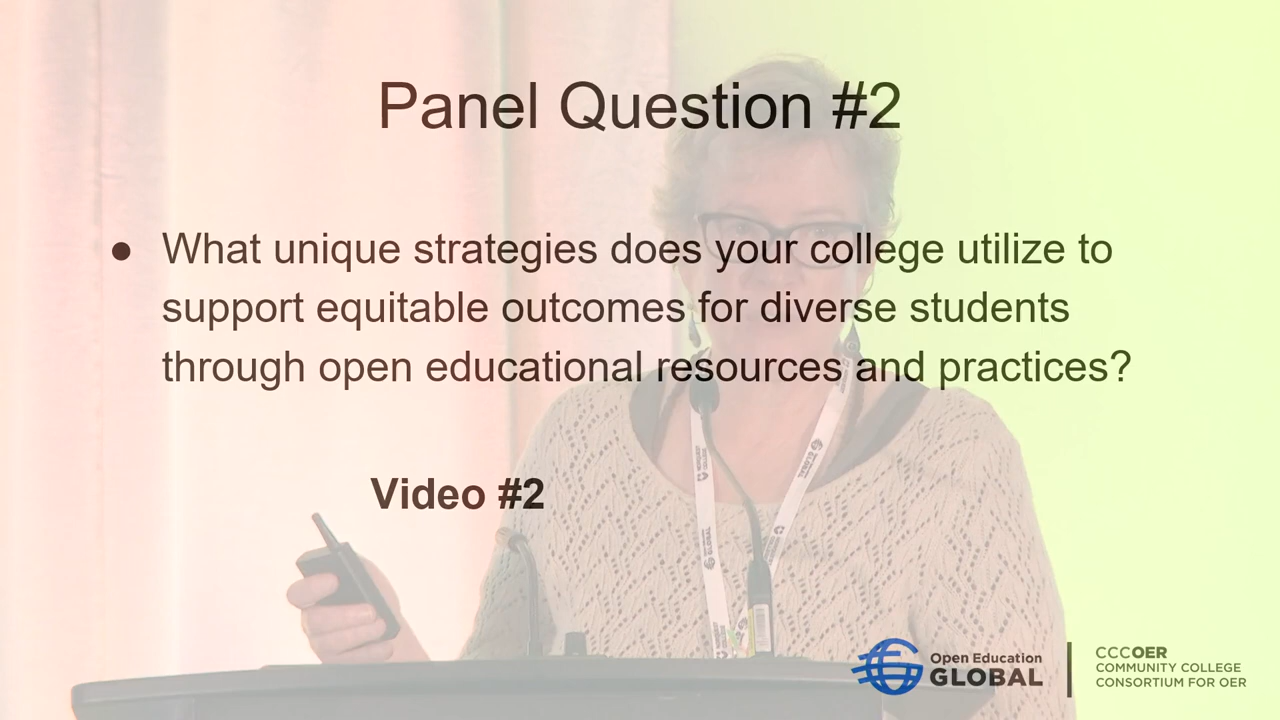 Panel Question #2
● What unique strategies does your college utilize to
support equitable outcomes for diverse students
through open educational resources and practices?
Video #2
Open Education
GLOBAL
CCCOER
COMMUNITY COLLEGE
CONSORTIUM FOR OER
GLOBAL